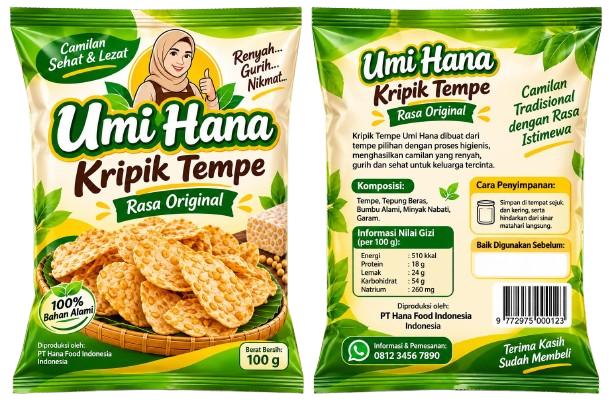 Camilan
Sehat & Lezat
Renyah...
Gurih...
Nikmat...
Umi Hana
Kripik Tempe
Rasa Original
100%
Bahan Alami
Diproduksi oleh:
PT Hana Food Indonesia
Indonesia
Berat Bersih:
100 g
Umi Hana
Kripik Tempe
Rasa Original
Camilan
Tradisional
dengan Rasa
Istimewa
Kripik Tempe Umi Hana dibuat dari
tempe pilihan dengan proses higienis,
menghasilkan camilan yang renyah,
gurih dan sehat untuk keluarga tercinta.
Komposisi:
Tempe, Tepung Beras,
Bumbu Alami, Minyak Nabati,
Garam.
Cara Penyimpanan:
Simpan di tempat sejuk
dan kering, serta
hindarkan dari sinar
matahari langsung.
Informasi Nilai Gizi
(per 100 g):
Energi : 510 kkal
Protein : 18 g
Lemak : 24 g
Karbohidrat : 54 g
Natrium : 260 mg
Baik Digunakan Sebelum:
Diproduksi oleh:
PT Hana Food Indonesia
Indonesia
9 772975 000123
Informasi & Pemesanan:
0812 3456 7890
Terima Kasih
Sudah Membeli